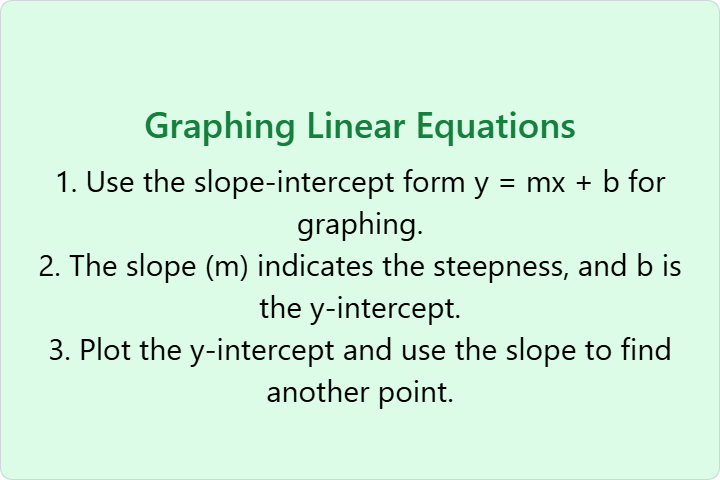 Graphing Linear Equations
1. Use the slope-intercept form y = mx + b for
graphing.
2. The slope (m) indicates the steepness, and b is
the y-intercept.
3. Plot the y-intercept and use the slope to find
another point.